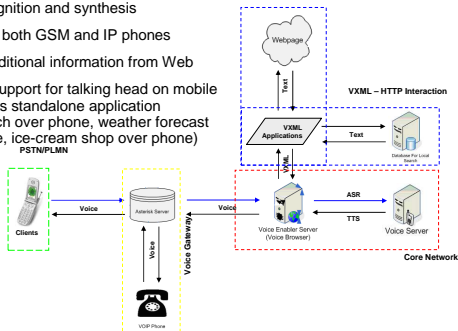 gnition and synthesis
both GSM and IP phones
ditional information from Web
upport for talking head on mobile
s standalone application
ch over phone, weather forecast
e, ice-cream shop over phone)
PSTN/PLMN
Webpage
Text
VXML – HTTP Interaction
VXML
Applications
Text
Database For Local
Search
VXML
Clients
Voice
Asterisk Server
Voice
Voice Gateway
Voice Enabler Server
(Voice Browser)
ASR
TTS
Voice Server
Core Network
Voice
VOIP Phone